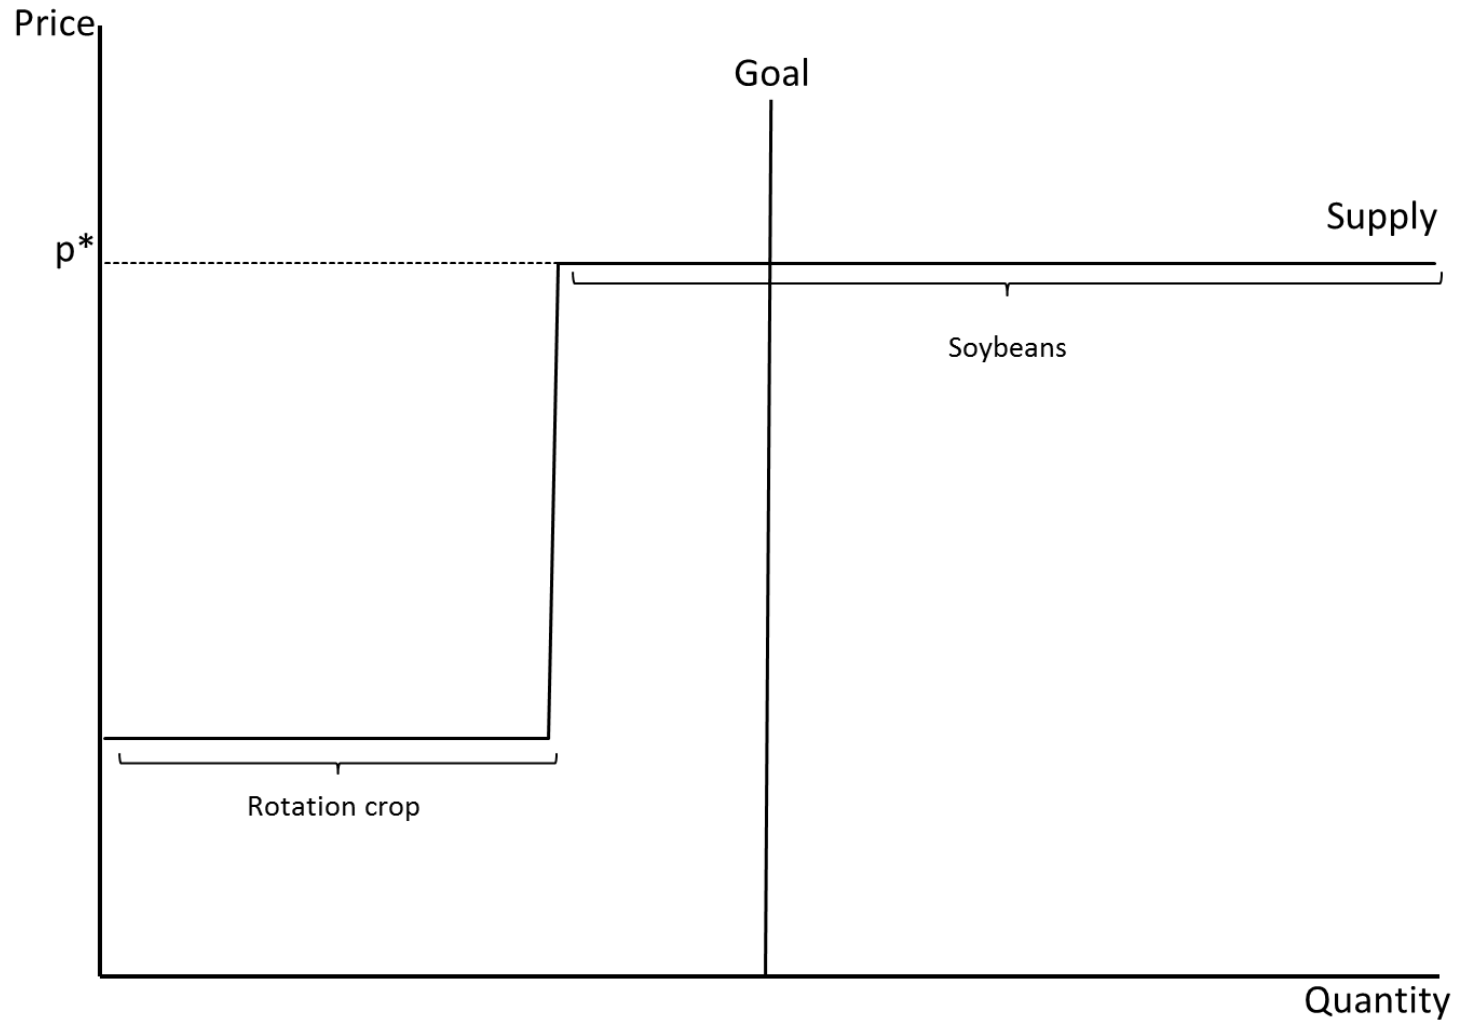 Price
Goal
Supply
p*
Soybeans
Rotation crop
Quantity